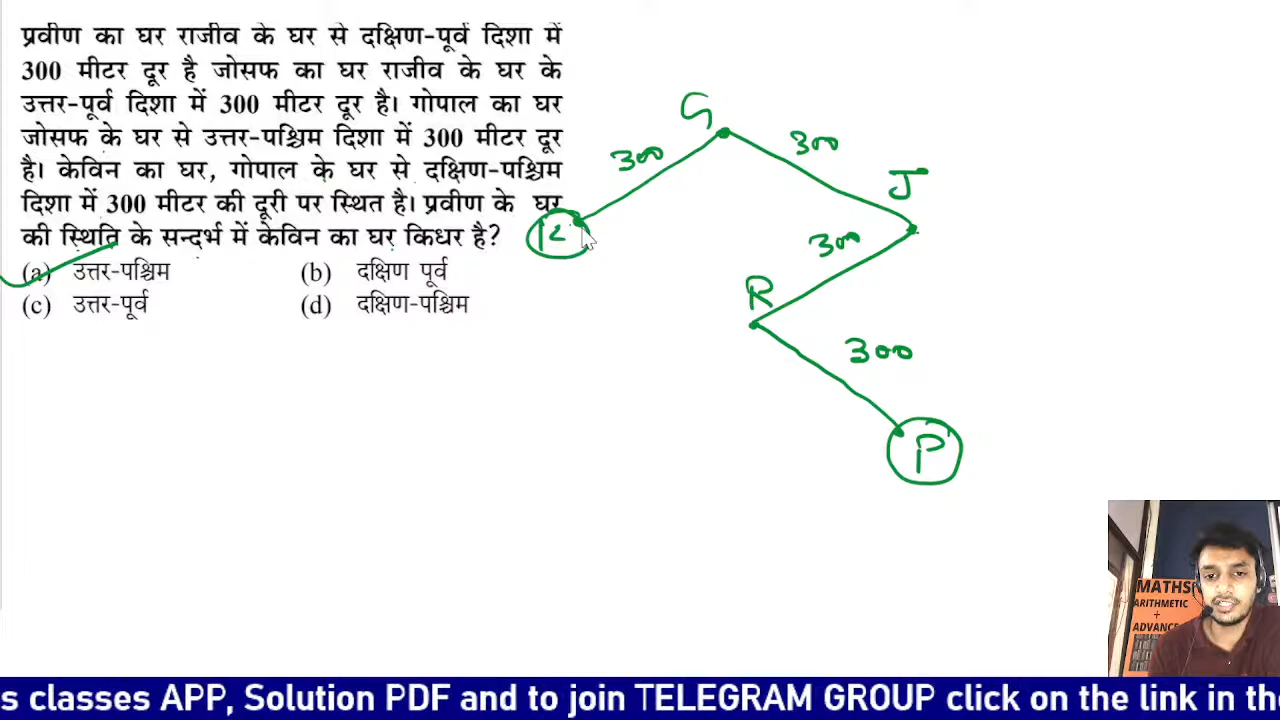 प्रवीण का घर राजीव के घर से दक्षिण-पूर्व दिशा में
300 मीटर दूर है जोसफ का घर राजीव के घर के
उत्तर-पूर्व दिशा में 300 मीटर दूर है। गोपाल का घर
जोसफ के घर से उत्तर-पश्चिम दिशा में 300 मीटर दूर
है। केविन का घर, गोपाल के घर से दक्षिण-पश्चिम
दिशा में 300 मीटर की दूरी पर स्थित है। प्रवीण के घर
की स्थिति के सन्दर्भ में केविन का घर किधर है?
(a) उत्तर-पश्चिम (b) दक्षिण पूर्व
(c) उत्तर-पूर्व (d) दक्षिण-पश्चिम
G
300 300
J
K 300
R
300
P
MATHS
ARITHMETIC
+
ADVANCE
s classes APP, Solution PDF and to join TELEGRAM GROUP click on the link in the